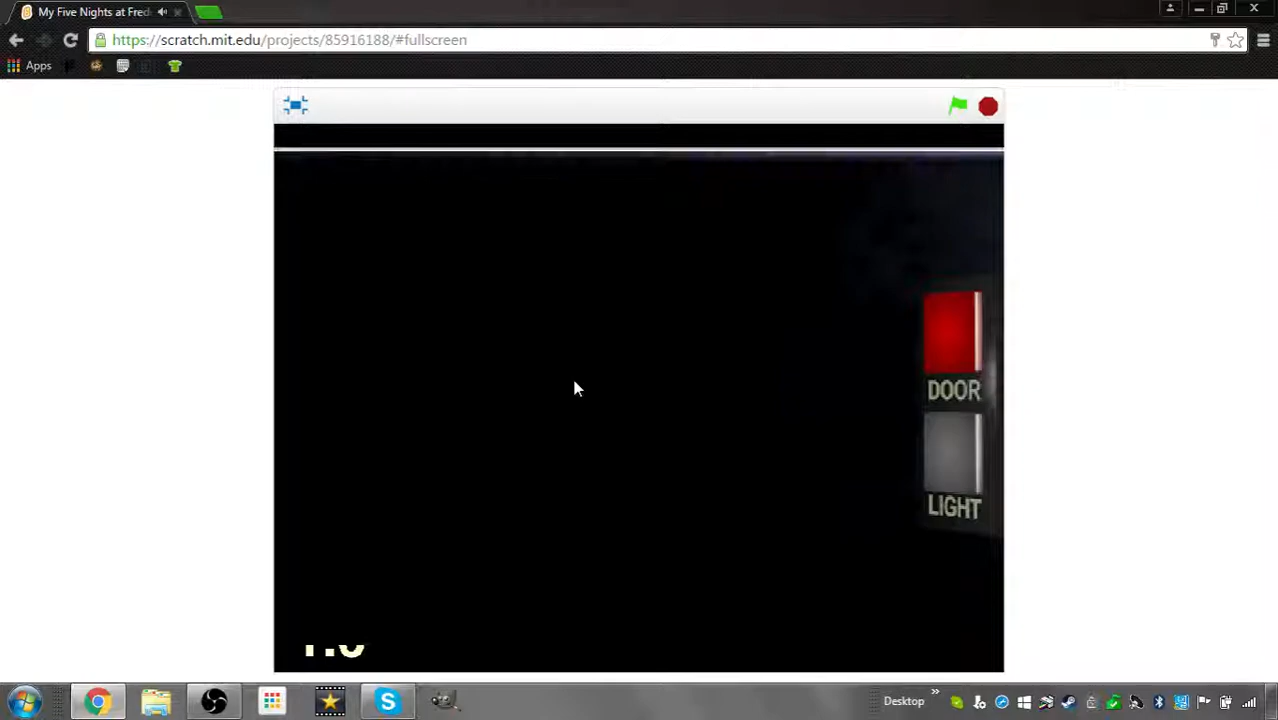 My Five Nights at Fred
https://scratch.mit.edu/projects/85916188/#fullscreen
Apps
DOOR
LIGHT
Desktop